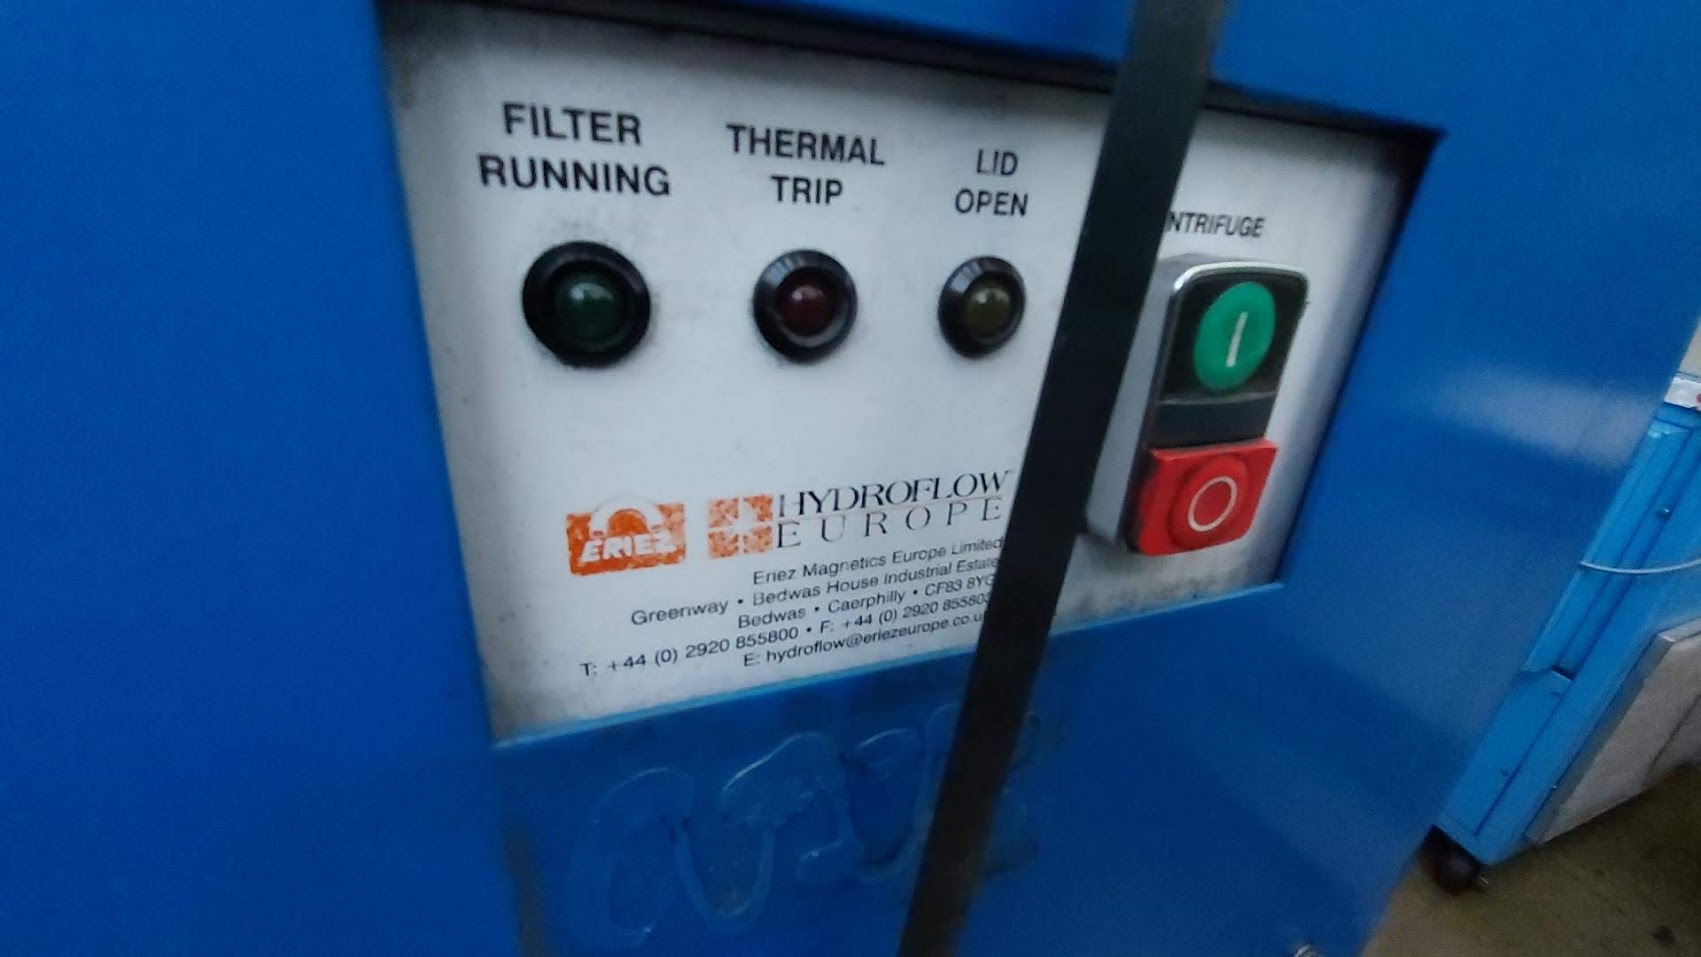 FILTER
RUNNING
THERMAL
TRIP
LID
OPEN
NTRIFUGE
ERIEZ
HYDROFLOW
EUROPE
Eriez Magnetics Europe Limited
Greenway • Bedwas House Industrial Estate
Bedwas • Caerphilly • CF83 8YG
T: +44 (0) 2920 855800 • F: +44 (0) 2920 855803
E: hydroflow@eriezeurope.co.u